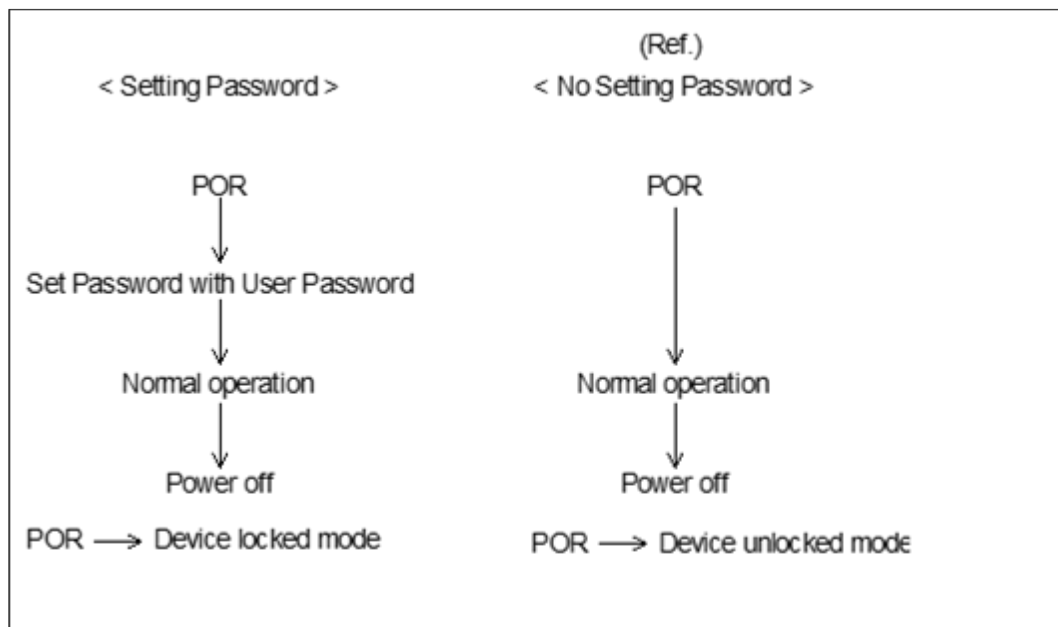 < Setting Password >
POR
Set Password with User Password
Normal operation
Power off
POR → Device locked mode
(Ref.)
< No Setting Password >
POR
Normal operation
Power off
POR → Device unlocked mode